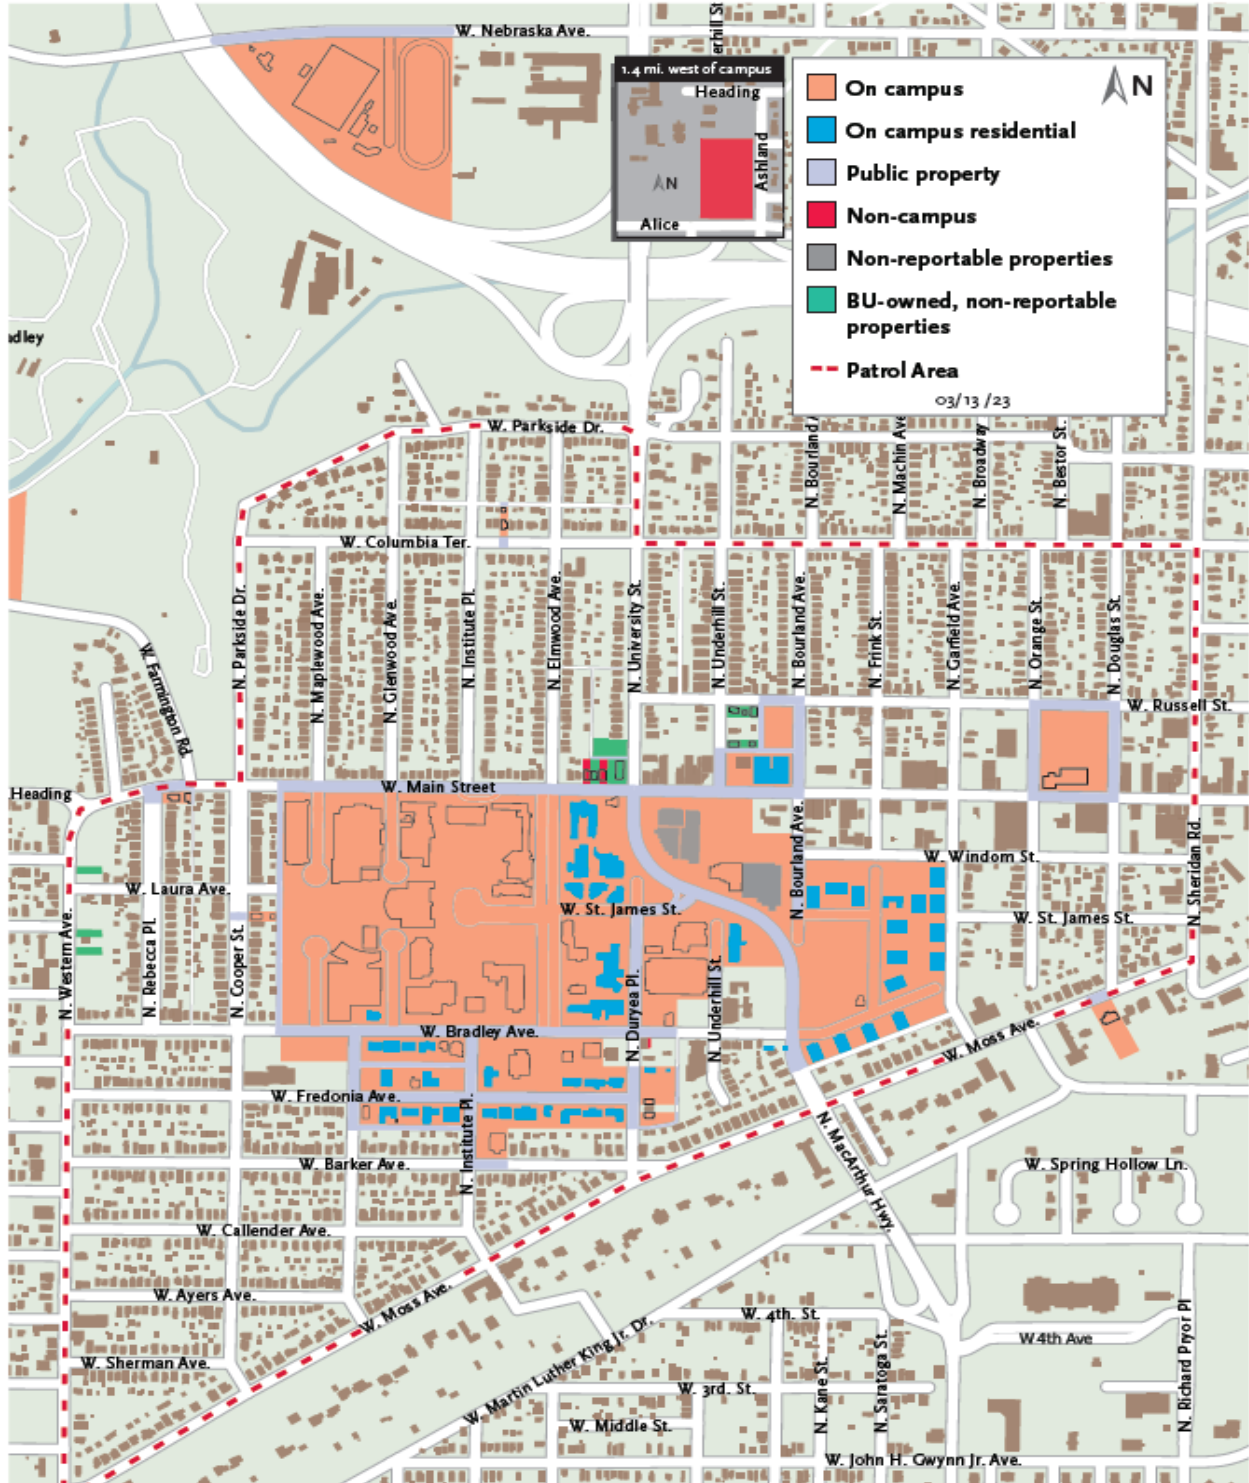 W. Nebraska Ave.
erhill St
1.4 mi. west of campus
Heading
Ashland
N
Alice
N
On campus
On campus residential
Public property
Non-campus
Non-reportable properties
BU-owned, non-reportable
properties
Patrol Area
03/13 /23
adley
W. Parkside Dr.
N. Bourland A
N. Machin Ave
N. Broadway
N. Bestor St.
W. Columbia Ter.
N. Parkside Dr.
N. Maplewood Ave.
N. Glenwood Ave.
N. Institute Pl.
N. Elmwood Ave.
N. University St.
N. Underhill St.
N. Bourland Ave.
N. Frink St.
N. Garfield Ave.
N. Orange St.
N. Douglas St.
W. Farmington Rd.
W. Russell St.
Heading
W. Main Street
N. Bourland Ave.
W. Windom St.
N. Sheridan Rd.
W. Laura Ave.
W. St. James St.
W. St. James St.
N. Western Ave.
N. Rebecca Pl.
N. Cooper St.
N. Duryea Pl.
N. Underhill St.
W. Bradley Ave.
W. Moss Ave.
W. Fredonia Ave.
N. Institute Pl.
N. MacArthur Hwy.
W. Barker Ave.
W. Spring Hollow Ln.
W. Callender Ave.
W. Ayers Ave.
W. Moss Ave.
W. 4th. St.
W 4th Ave
N. Richard Pryor Pl
W. Sherman Ave.
W. Martin Luther King Jr. Dr.
N. Kane St.
N. Saratoga St.
W. 3rd. St.
W. Middle St.
W. John H. Gwynn Jr. Ave.